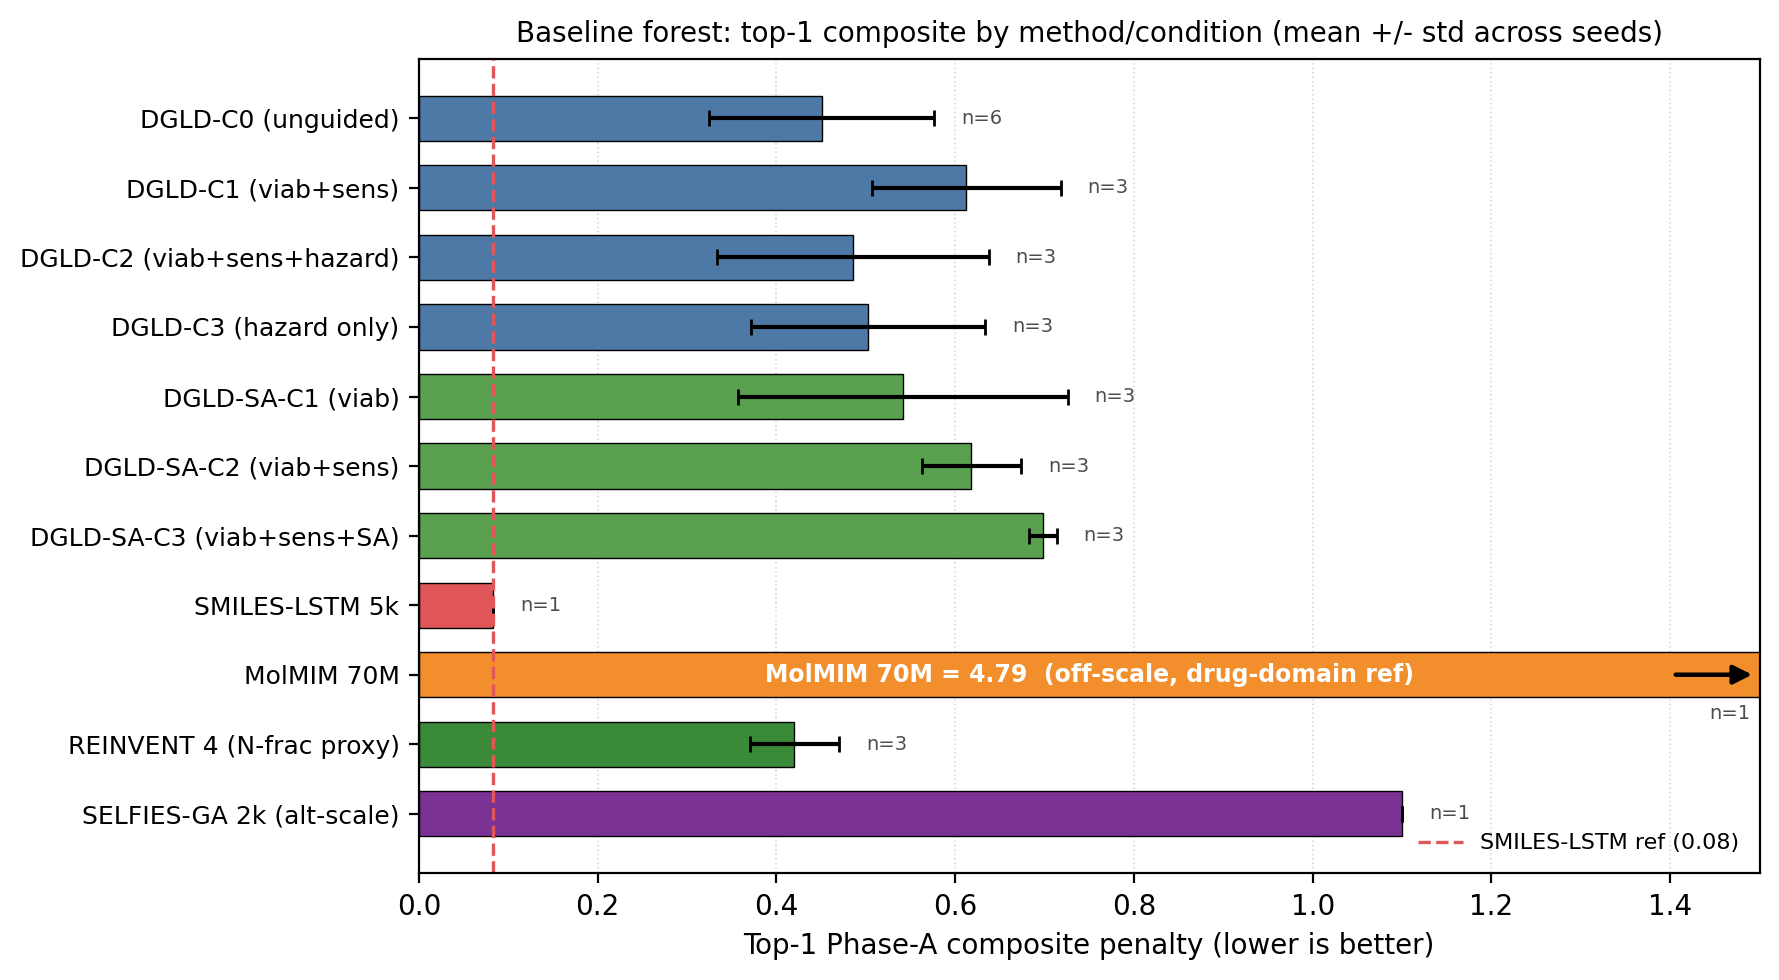 Baseline forest: top-1 composite by method/condition (mean +/- std across seeds)
DGLD-C0 (unguided)
n=6
DGLD-C1 (viab+sens)
n=3
DGLD-C2 (viab+sens+hazard)
n=3
DGLD-C3 (hazard only)
n=3
DGLD-SA-C1 (viab)
n=3
DGLD-SA-C2 (viab+sens)
n=3
DGLD-SA-C3 (viab+sens+SA)
n=3
SMILES-LSTM 5k
n=1
MolMIM 70M
MolMIM 70M = 4.79 (off-scale, drug-domain ref)
n=1
REINVENT 4 (N-frac proxy)
n=3
SELFIES-GA 2k (alt-scale)
n=1
SMILES-LSTM ref (0.08)
0.0 0.2 0.4 0.6 0.8 1.0 1.2 1.4
Top-1 Phase-A composite penalty (lower is better)